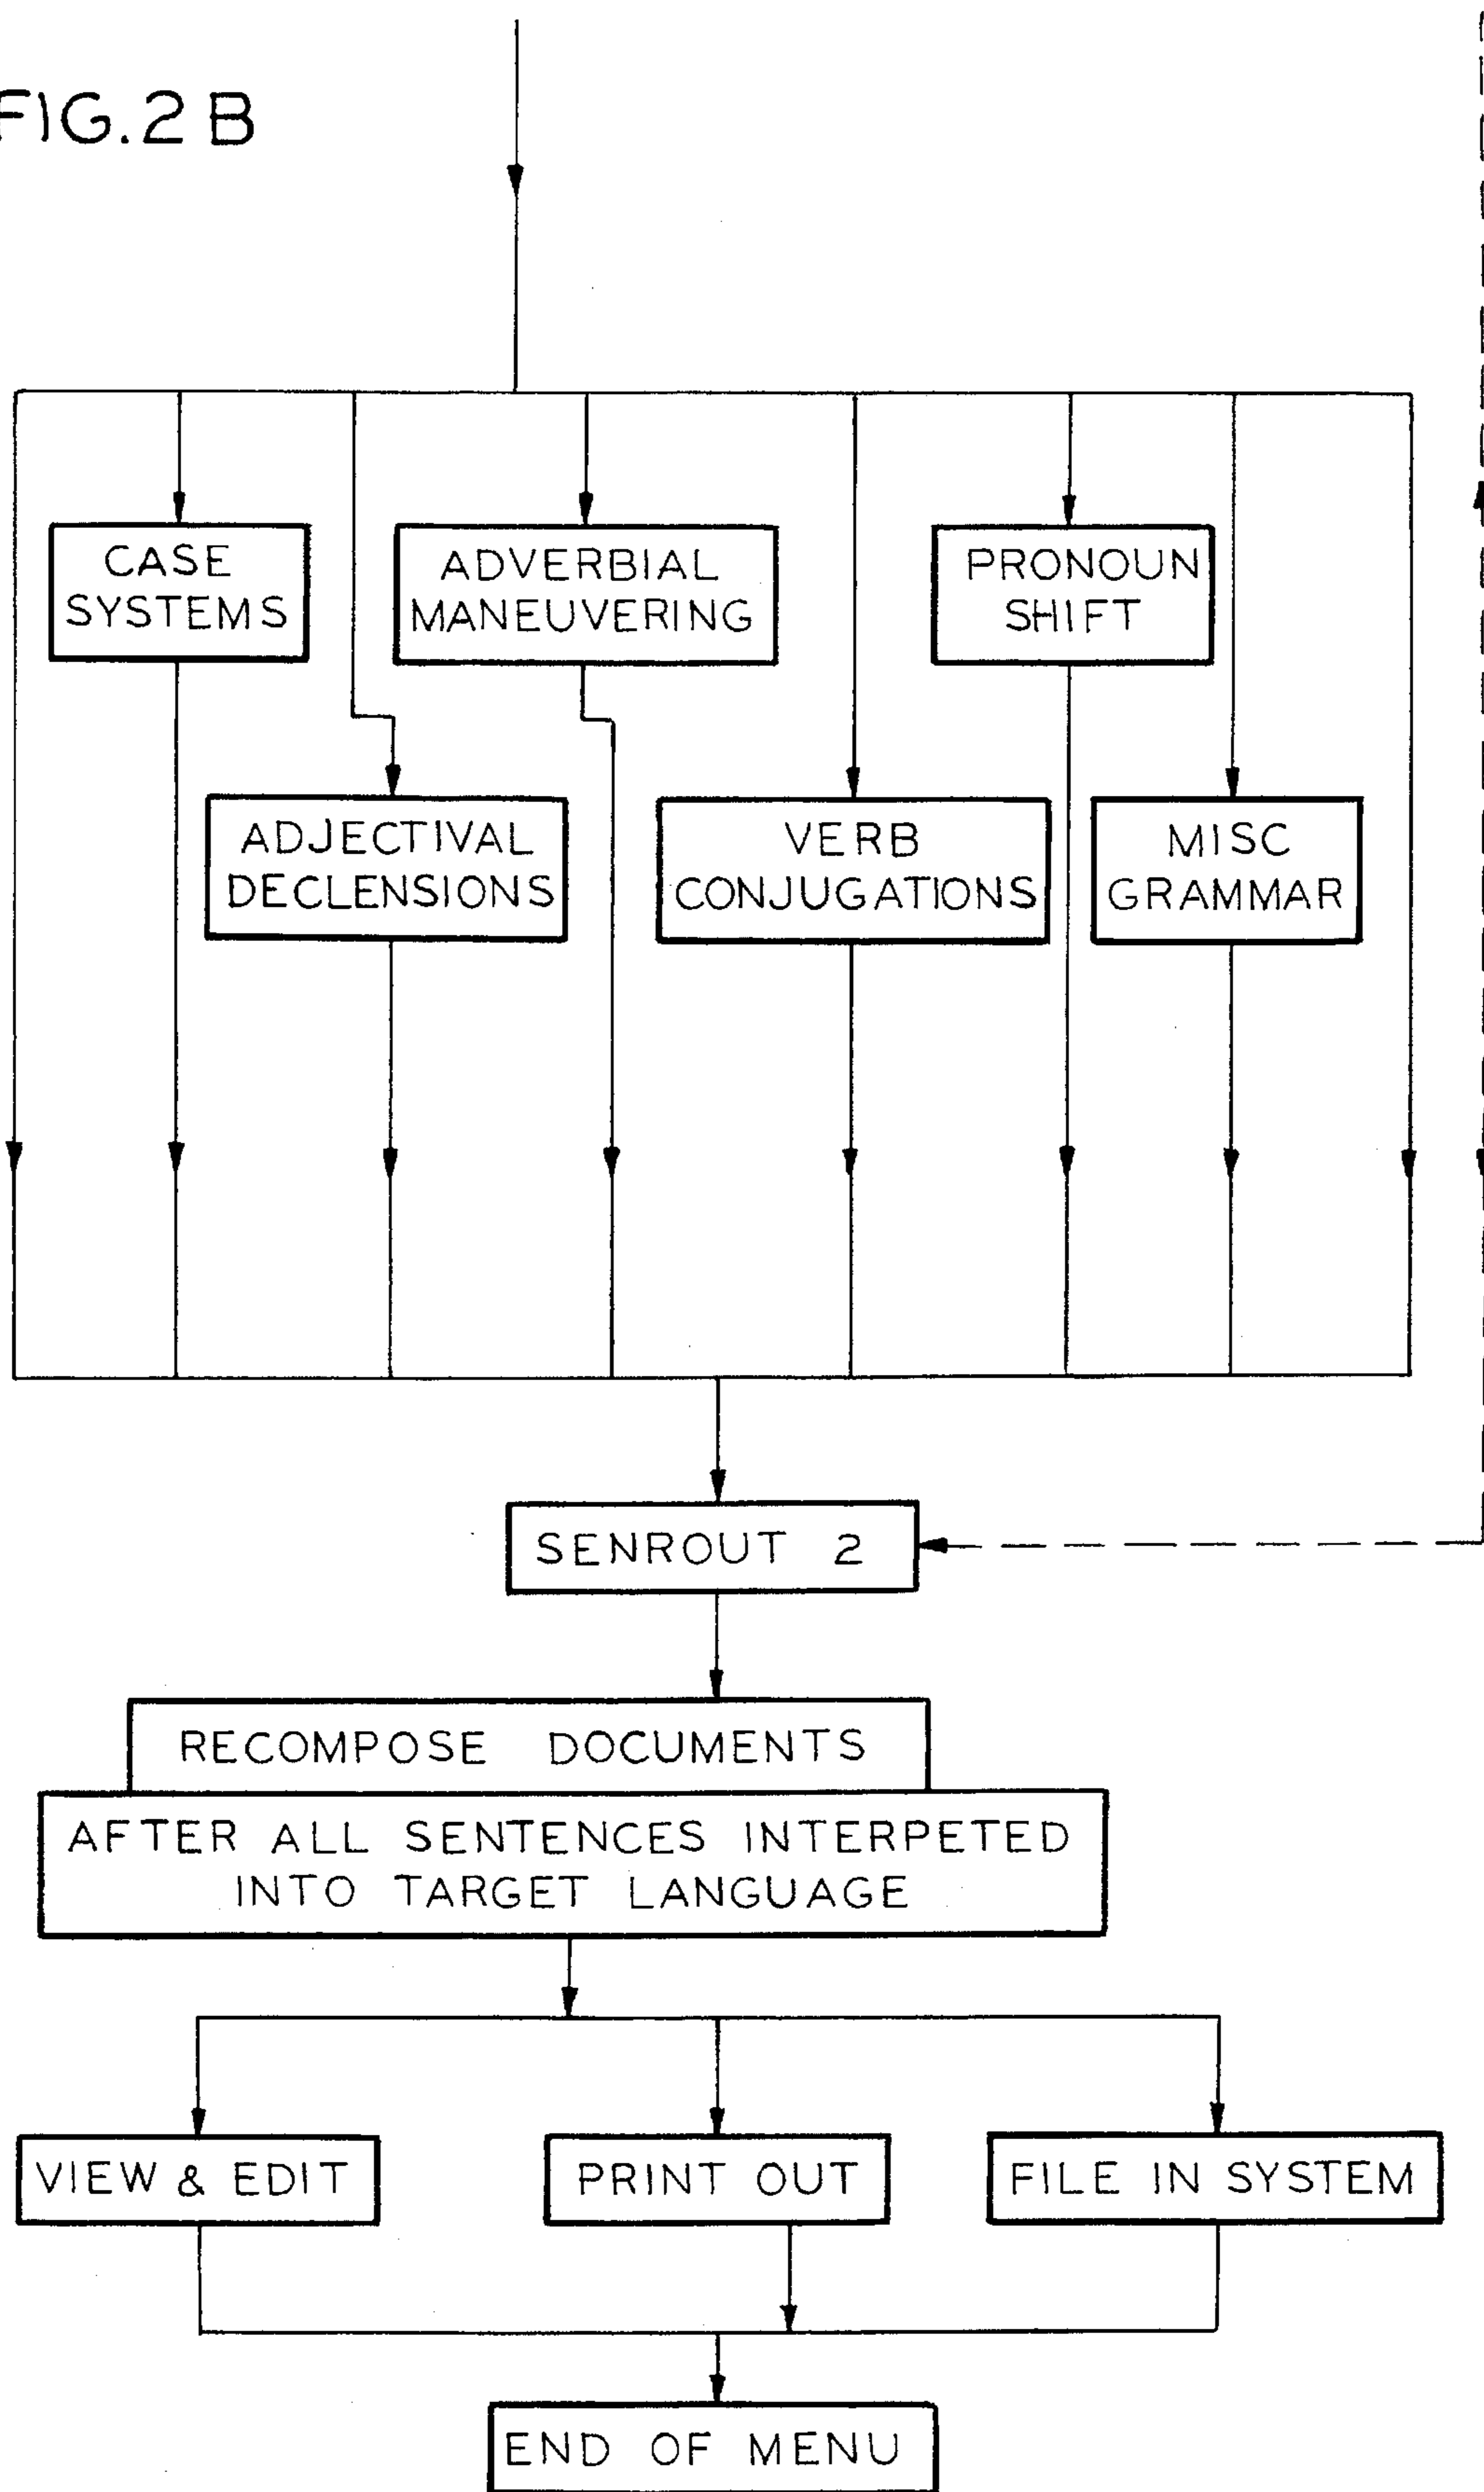 FIG. 2 B
CASE
SYSTEMS
ADVERBIAL
MANEUVERING
PRONOUN
SHIFT
ADJECTIVAL
DECLENSIONS
VERB
CONJUGATIONS
MISC
GRAMMAR
SENROUT 2
RECOMPOSE DOCUMENTS
AFTER ALL SENTENCES INTERPETED
INTO TARGET LANGUAGE
VIEW & EDIT
PRINT OUT
FILE IN SYSTEM
END OF MENU